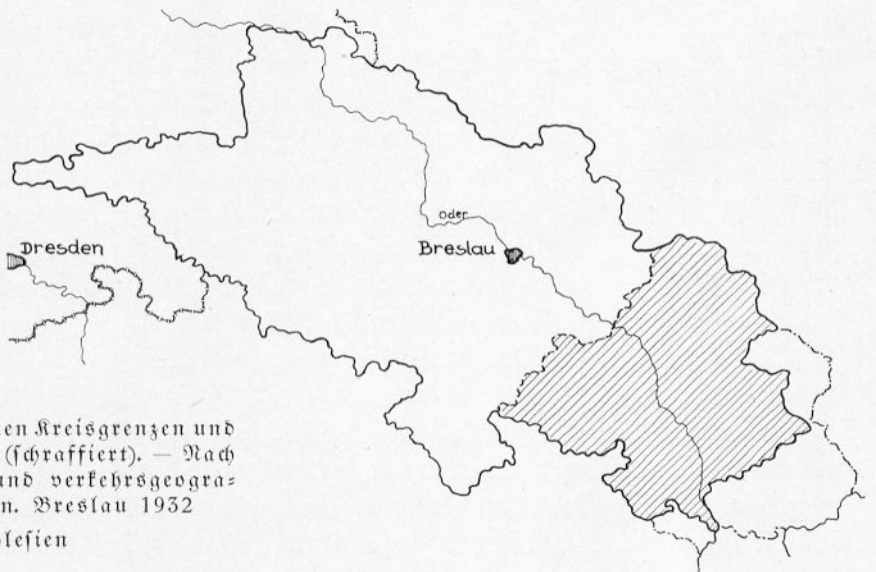 Oder
Breslau
Dresden
en Kreisgrenzen und
(schraffiert). — Nach
und verkehrsgeogra=
n. Breslau 1932
lesien